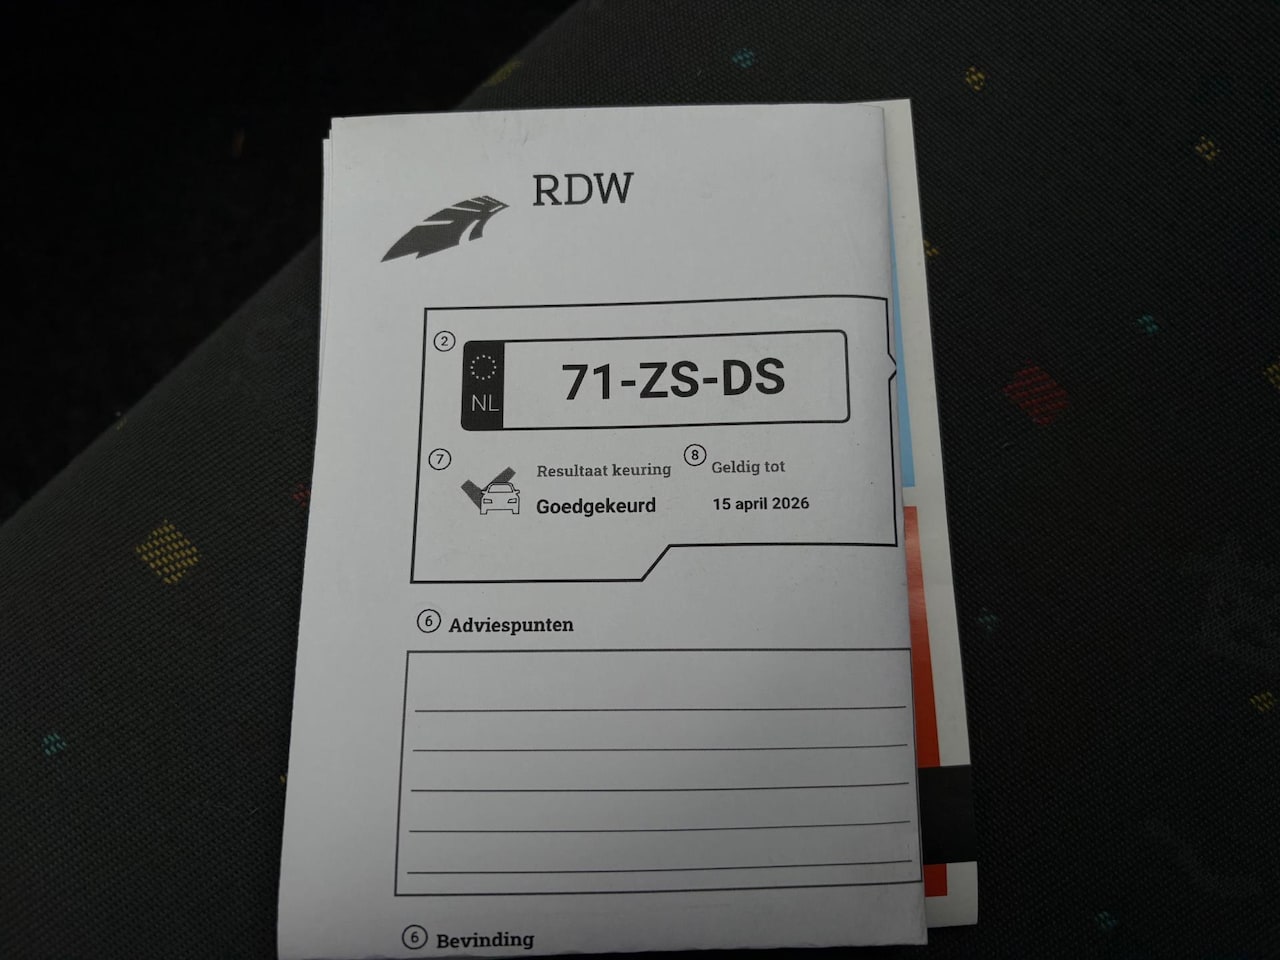 RDW
2
NL
71-ZS-DS
7
Resultaat keuring
8
Geldig tot
Goedgekeurd
15 april 2026
6 Adviespunten
6 Bevinding